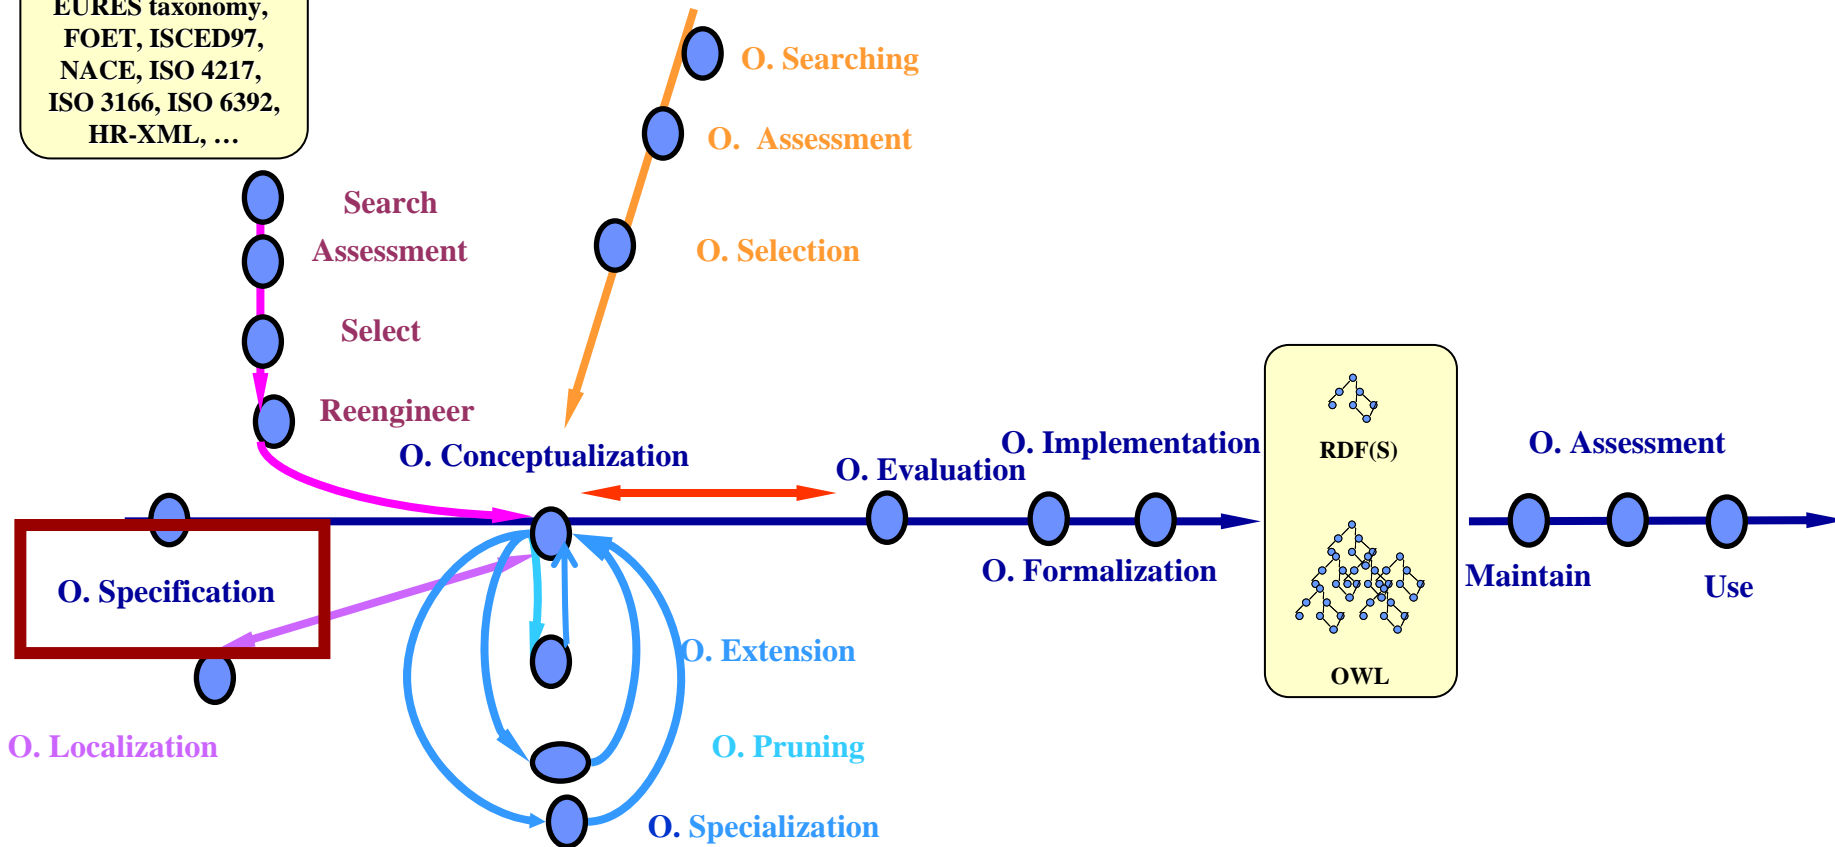 EURES taxonomy,
FOET, ISCED97,
NACE, ISO 4217,
ISO 3166, ISO 6392,
HR-XML, …
O. Searching
O. Assessment
Search
Assessment
O. Selection
Select
Reengineer
O. Conceptualization
O. Evaluation
O. Implementation
RDF(S)
O. Assessment
O. Specification
O. Formalization
Maintain
Use
O. Extension
OWL
O. Localization
O. Pruning
O. Specialization